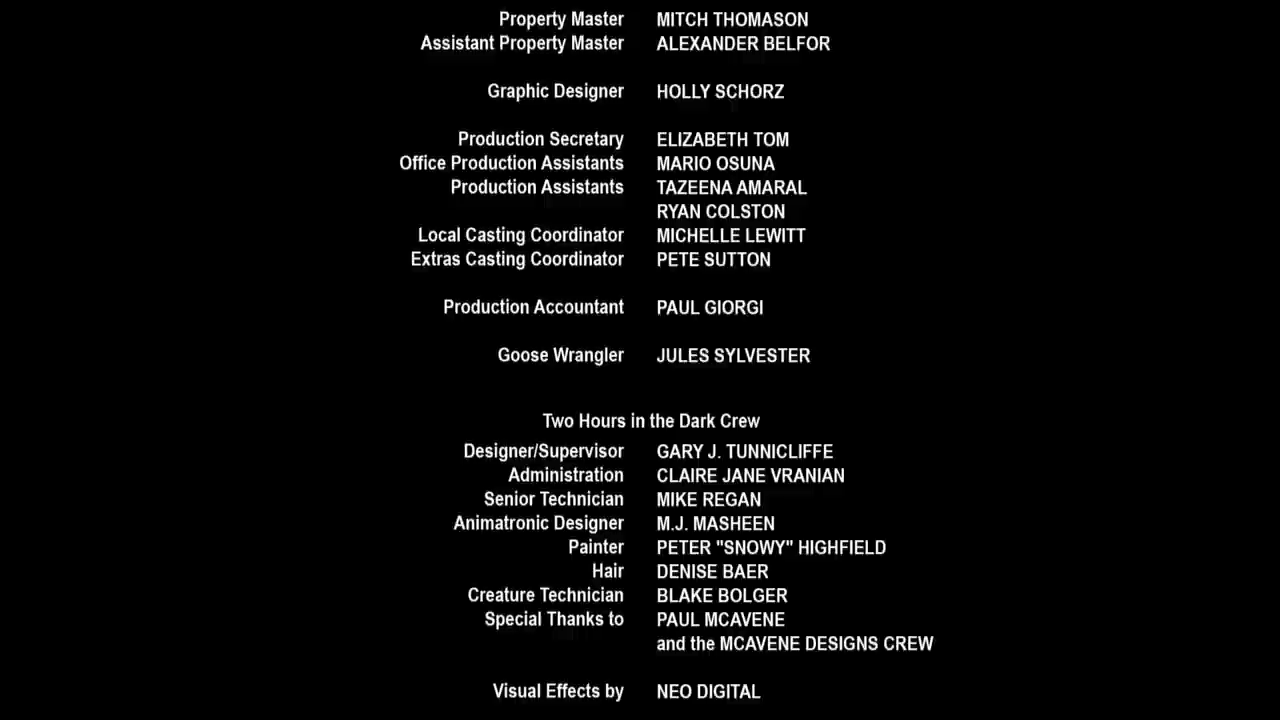 Property Master MITCH THOMASON
Assistant Property Master ALEXANDER BELFOR
Graphic Designer HOLLY SCHORZ
Production Secretary ELIZABETH TOM
Office Production Assistants MARIO OSUNA
Production Assistants TAZEENA AMARAL
RYAN COLSTON
Local Casting Coordinator MICHELLE LEWITT
Extras Casting Coordinator PETE SUTTON
Production Accountant PAUL GIORGI
Goose Wrangler JULES SYLVESTER
Two Hours in the Dark Crew
Designer/Supervisor GARY J. TUNNICLIFFE
Administration CLAIRE JANE VRANIAN
Senior Technician MIKE REGAN
Animatronic Designer M.J. MASHEEN
Painter PETER "SNOWY" HIGHFIELD
Hair DENISE BAER
Creature Technician BLAKE BOLGER
Special Thanks to PAUL MCAVENE
and the MCAVENE DESIGNS CREW
Visual Effects by NEO DIGITAL